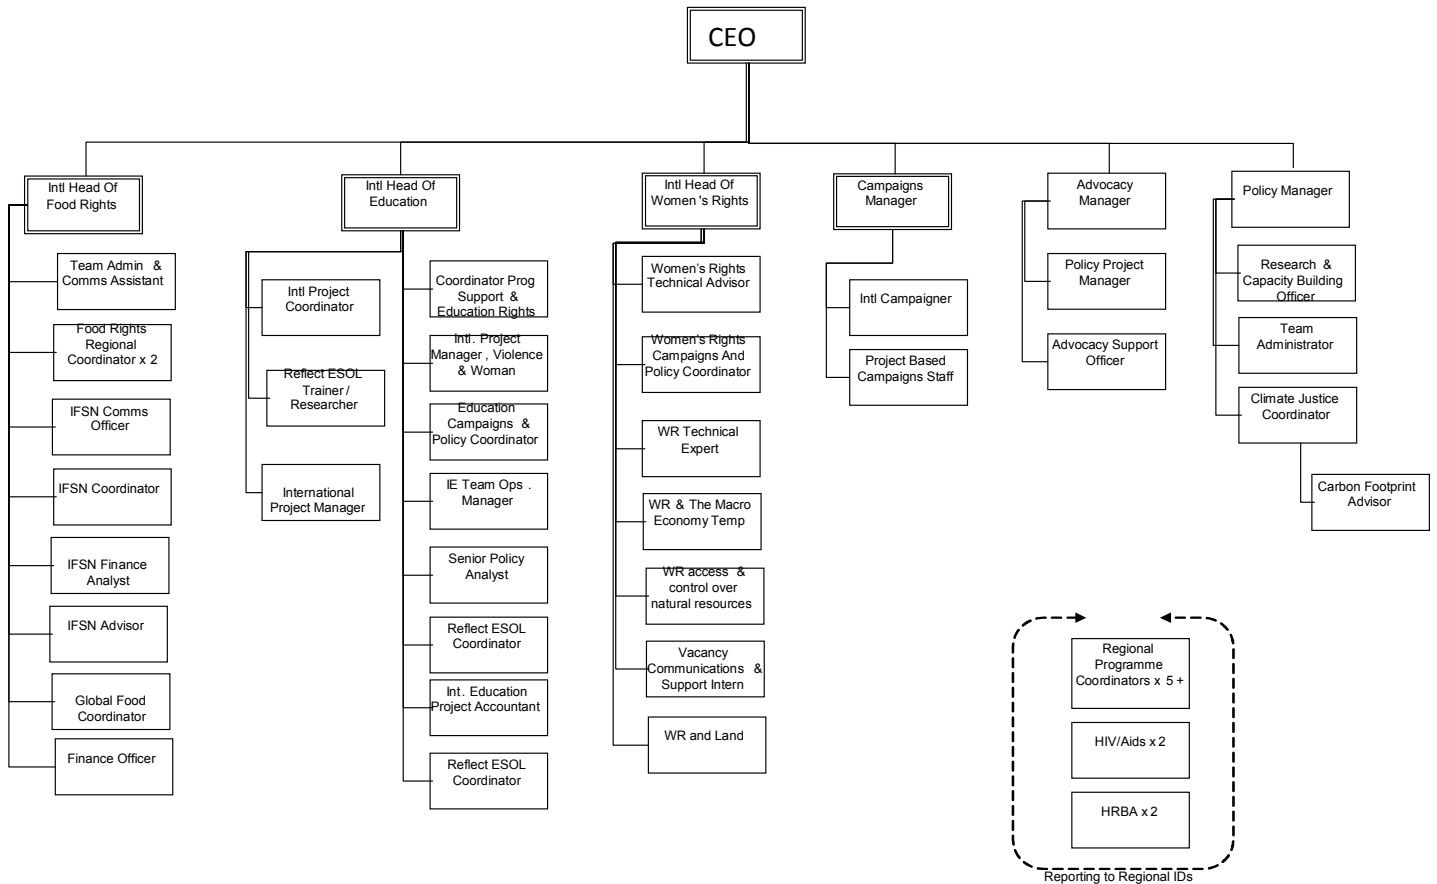 CEO
Intl Head Of
Food Rights
Team Admin &
Comms Assistant
Food Rights
Regional
Coordinator x 2
IFSN Comms
Officer
IFSN Coordinator
IFSN Finance
Analyst
IFSN Advisor
Global Food
Coordinator
Finance Officer
Intl Head Of
Education
Intl Project
Coordinator
Reflect ESOL
Trainer /
Researcher
International
Project Manager
Coordinator Prog
Support &
Education Rights
Intl. Project
Manager , Violence
& Woman
Education
Campaigns &
Policy Coordinator
IE Team Ops .
Manager
Senior Policy
Analyst
Reflect ESOL
Coordinator
Int. Education
Project Accountant
Reflect ESOL
Coordinator
Intl Head Of
Women's Rights
Women's Rights
Technical Advisor
Women's Rights
Campaigns And
Policy Coordinator
WR Technical
Expert
WR & The Macro
Economy Temp
WR access &
control over
natural resources
Vacancy
Communications &
Support Intern
WR and Land
Campaigns
Manager
Intl Campaigner
Project Based
Campaigns Staff
Advocacy
Manager
Policy Project
Manager
Advocacy Support
Officer
Policy Manager
Research &
Capacity Building
Officer
Team
Administrator
Climate Justice
Coordinator
Carbon Footprint
Advisor
Regional
Programme
Coordinators x 5 +
HIV/Aids x 2
HRBA x 2
Reporting to Regional IDs